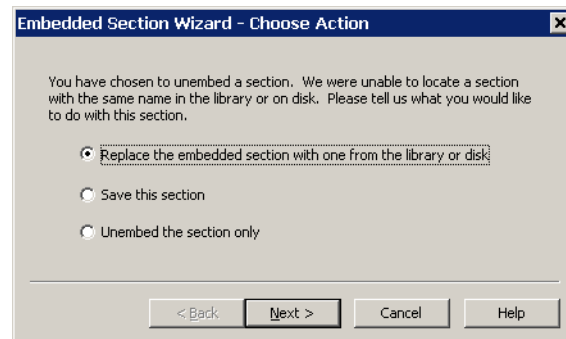 Embedded Section Wizard - Choose Action
You have chosen to unembed a section. We were unable to locate a section
with the same name in the library or on disk. Please tell us what you would like
to do with this section.
Replace the embedded section with one from the library or disk
Save this section
Unembed the section only
< Back Next > Cancel Help